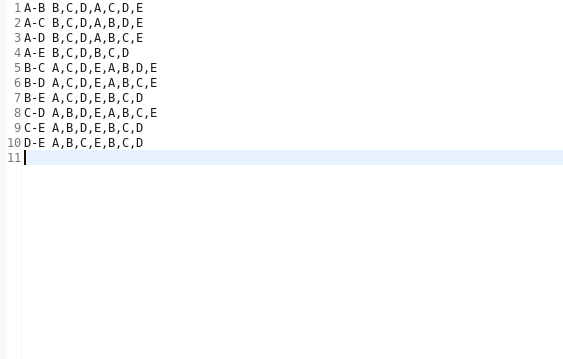 1 A-B B,C,D,A,C,D,E
2 A-C B,C,D,A,B,D,E
3 A-D B,C,D,A,B,C,E
4 A-E B,C,D,B,C,D
5 B-C A,C,D,E,A,B,D,E
6 B-D A,C,D,E,A,B,C,E
7 B-E A,C,D,E,B,C,D
8 C-D A,B,D,E,A,B,C,E
9 C-E A,B,D,E,B,C,D
10 D-E A,B,C,E,B,C,D
11